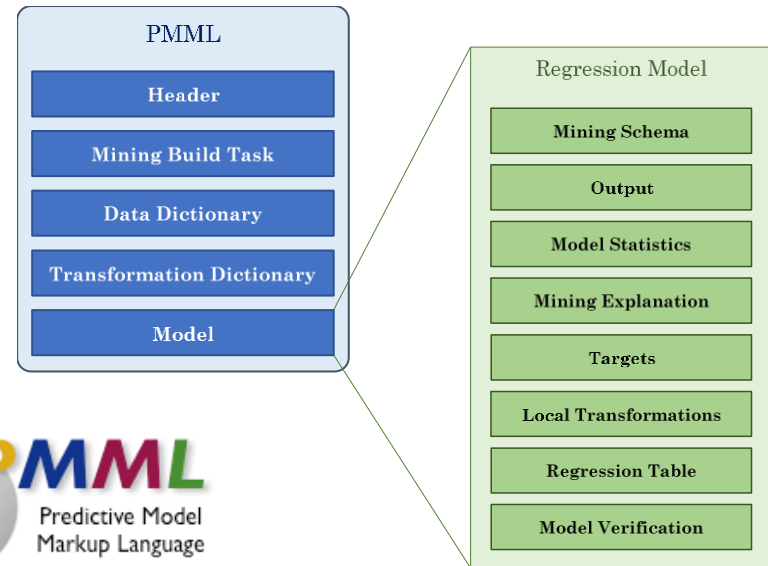 PMML
Header
Mining Build Task
Data Dictionary
Transformation Dictionary
Model
Regression Model
Mining Schema
Output
Model Statistics
Mining Explanation
Targets
Local Transformations
Regression Table
Model Verification
PMML
Predictive Model
Markup Language